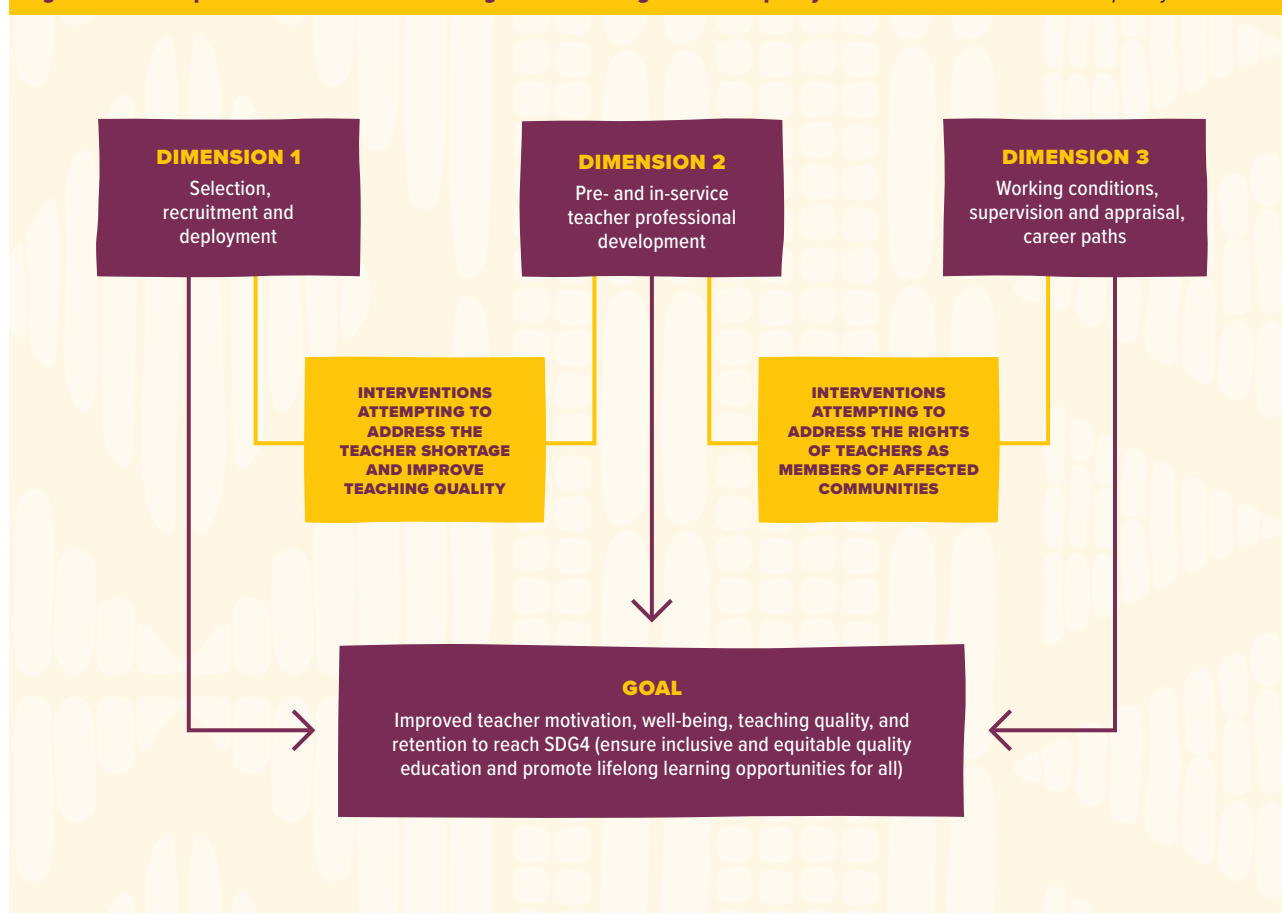 DIMENSION 1
Selection,
recruitment and
deployment
DIMENSION 2
Pre- and in-service
teacher professional
development
DIMENSION 3
Working conditions,
supervision and appraisal,
career paths
INTERVENTIONS
ATTEMPTING TO
ADDRESS THE
TEACHER SHORTAGE
AND IMPROVE
TEACHING QUALITY
INTERVENTIONS
ATTEMPTING TO
ADDRESS THE RIGHTS
OF TEACHERS AS
MEMBERS OF AFFECTED
COMMUNITIES
GOAL
Improved teacher motivation, well-being, teaching quality, and
retention to reach SDG4 (ensure inclusive and equitable quality
education and promote lifelong learning opportunities for all)